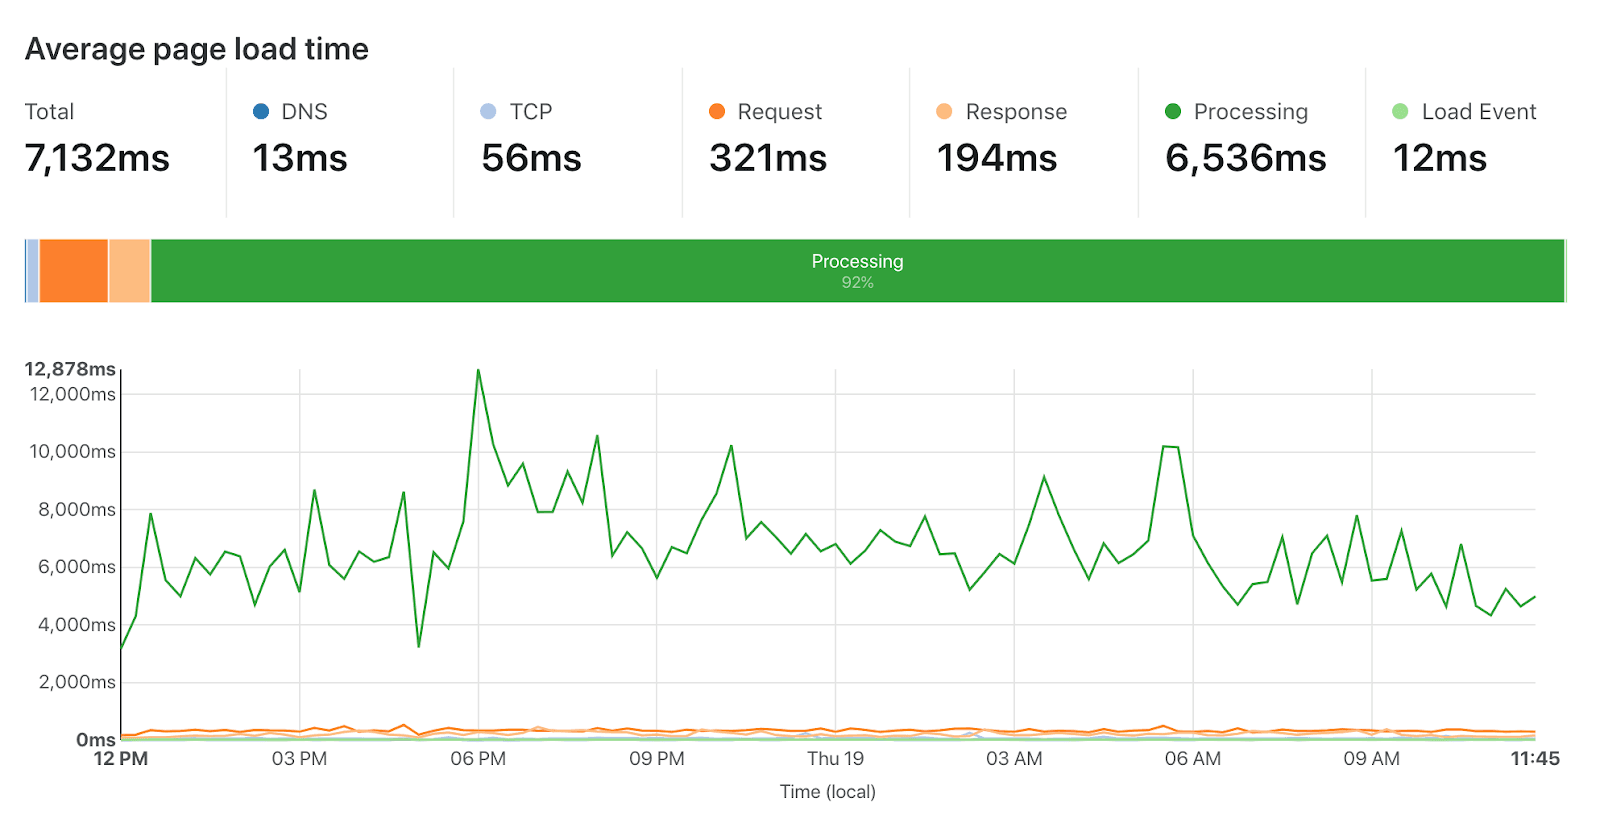 Average page load time
Total
DNS
TCP
Request
Response
Processing
Load Event
7,132ms
13ms
56ms
321ms
194ms
6,536ms
12ms
Processing
92%
12,878ms
12,000ms
10,000ms
8,000ms
6,000ms
4,000ms
2,000ms
0ms
12 PM
03 PM
06 PM
09 PM
Thu 19
03 AM
06 AM
09 AM
11:45
Time (local)